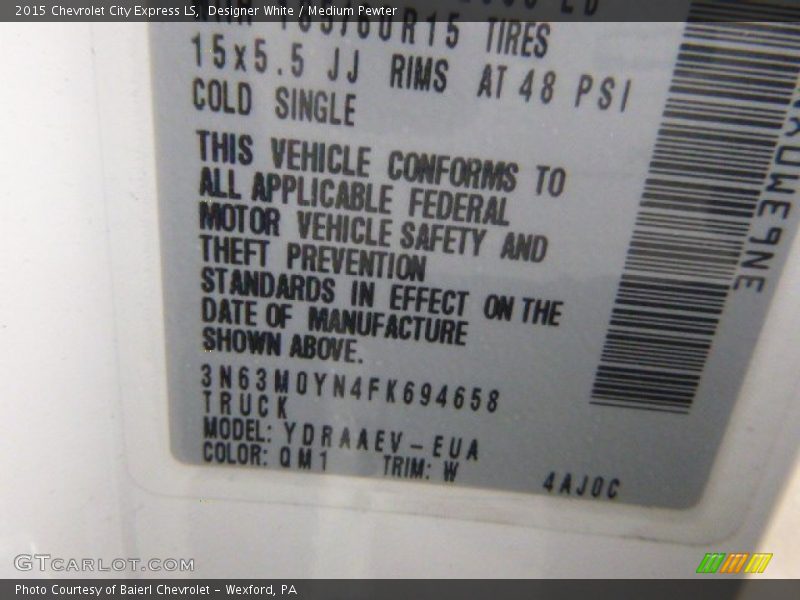 2015 Chevrolet City Express LS, Designer White / Medium Pewter
TIRES
15x5.5 JJ RIMS AT 48 PSI
COLD SINGLE
THIS VEHICLE CONFORMS TO
ALL APPLICABLE FEDERAL
MOTOR VEHICLE SAFETY AND
THEFT PREVENTION
STANDARDS IN EFFECT ON THE
DATE OF MANUFACTURE
SHOWN ABOVE.
3N63M0YN4FK694658
TRUCK
MODEL: YDRAAEV-EUA
COLOR: QM1 TRIM: W
4AJ0C
GTCARLOT.COM
Photo Courtesy of Baierl Chevrolet - Wexford, PA